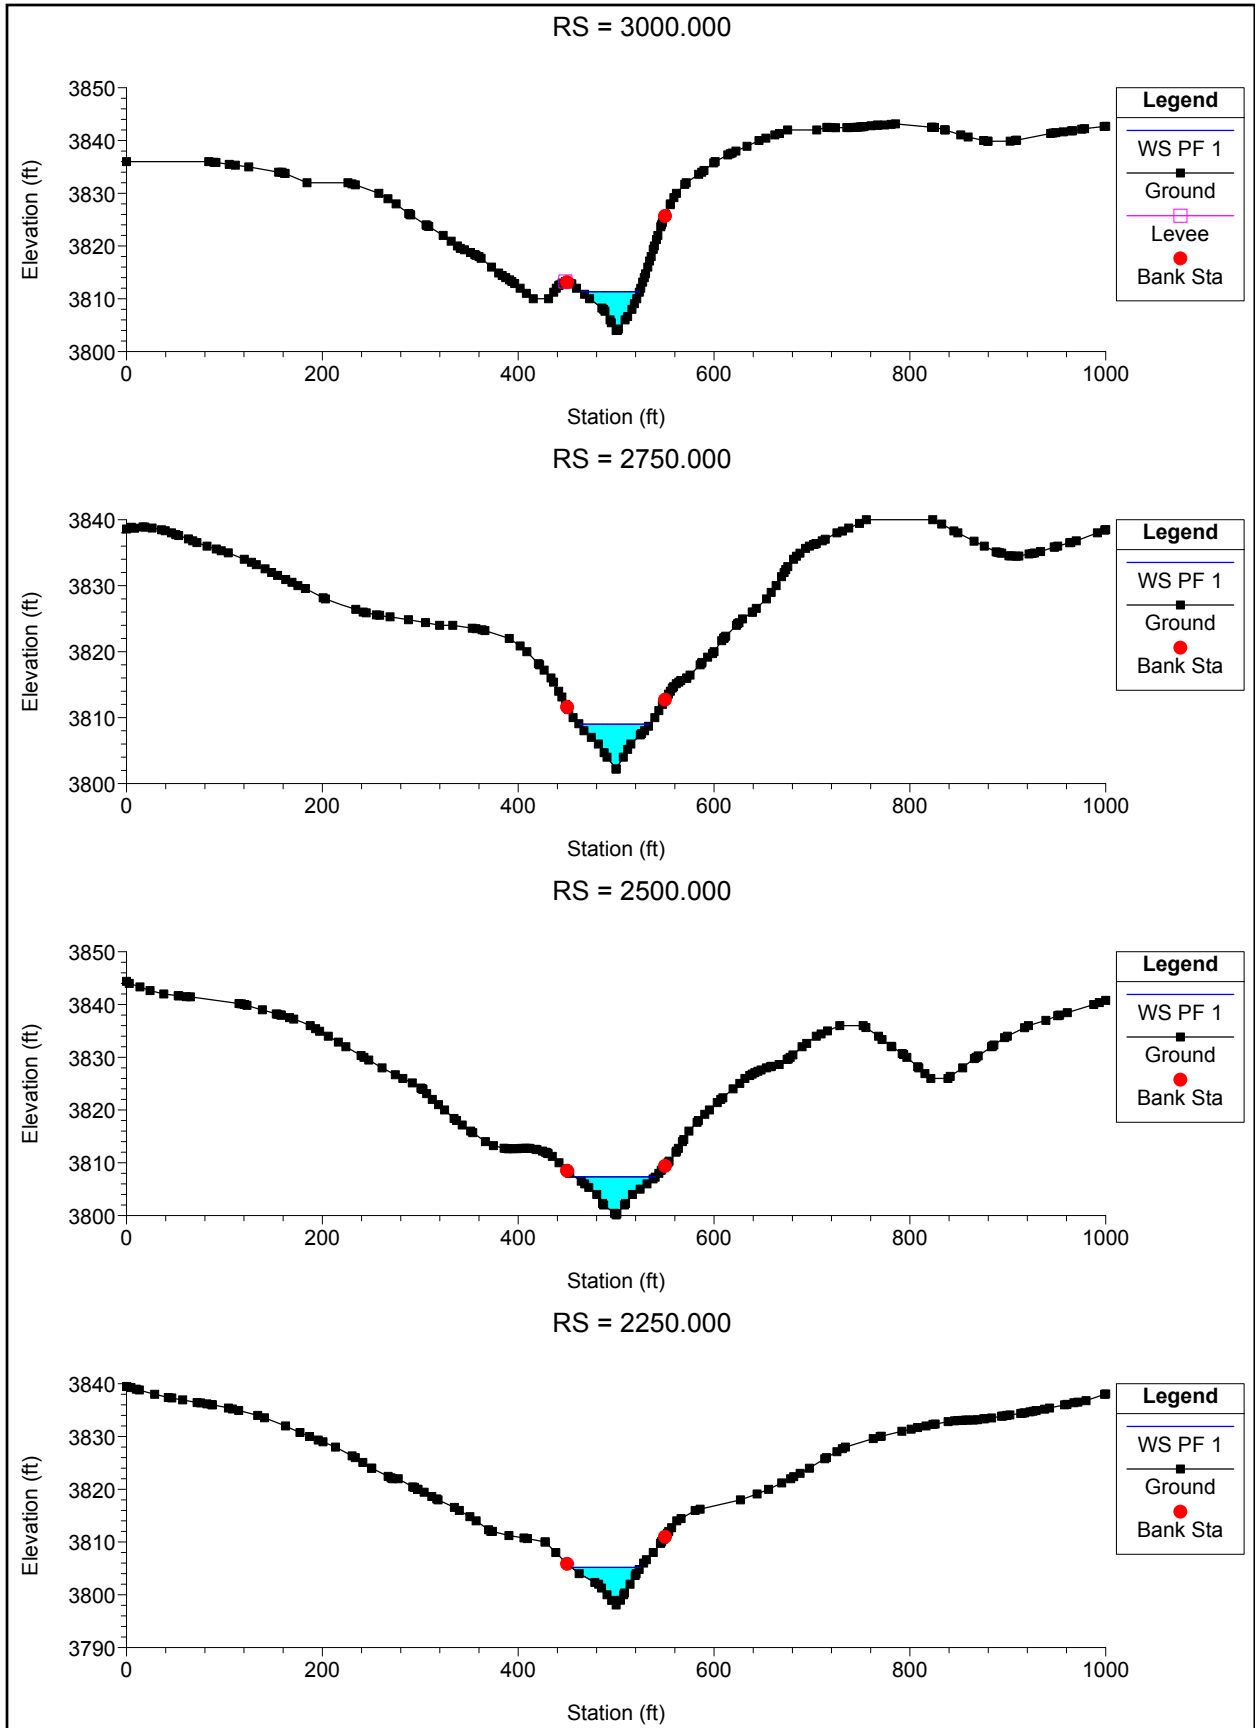 RS = 3000.000
3850
3840
3830
3820
3810
3800
Elevation (ft)
0 200 400 600 800 1000
Station (ft)
Legend
WS PF 1
Ground
Levee
Bank Sta
RS = 2750.000
3840
3830
3820
3810
3800
Elevation (ft)
0 200 400 600 800 1000
Station (ft)
Legend
WS PF 1
Ground
Bank Sta
RS = 2500.000
3850
3840
3830
3820
3810
3800
Elevation (ft)
0 200 400 600 800 1000
Station (ft)
Legend
WS PF 1
Ground
Bank Sta
RS = 2250.000
3840
3830
3820
3810
3800
3790
Elevation (ft)
0 200 400 600 800 1000
Station (ft)
Legend
WS PF 1
Ground
Bank Sta